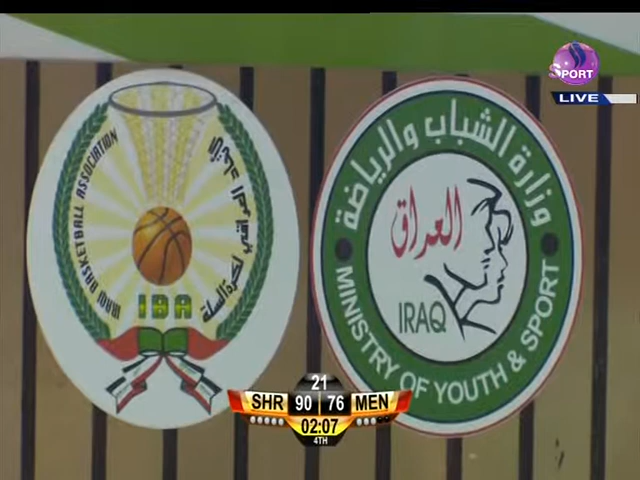 SPORT
LIVE
IRAQI BASKETBALL ASSOCIATION
IBA
وزارة الشباب والرياضة
العراق
IRAQ
MINISTRY OF YOUTH & SPORT
21
SHR 90 76 MEN
02:07
4TH